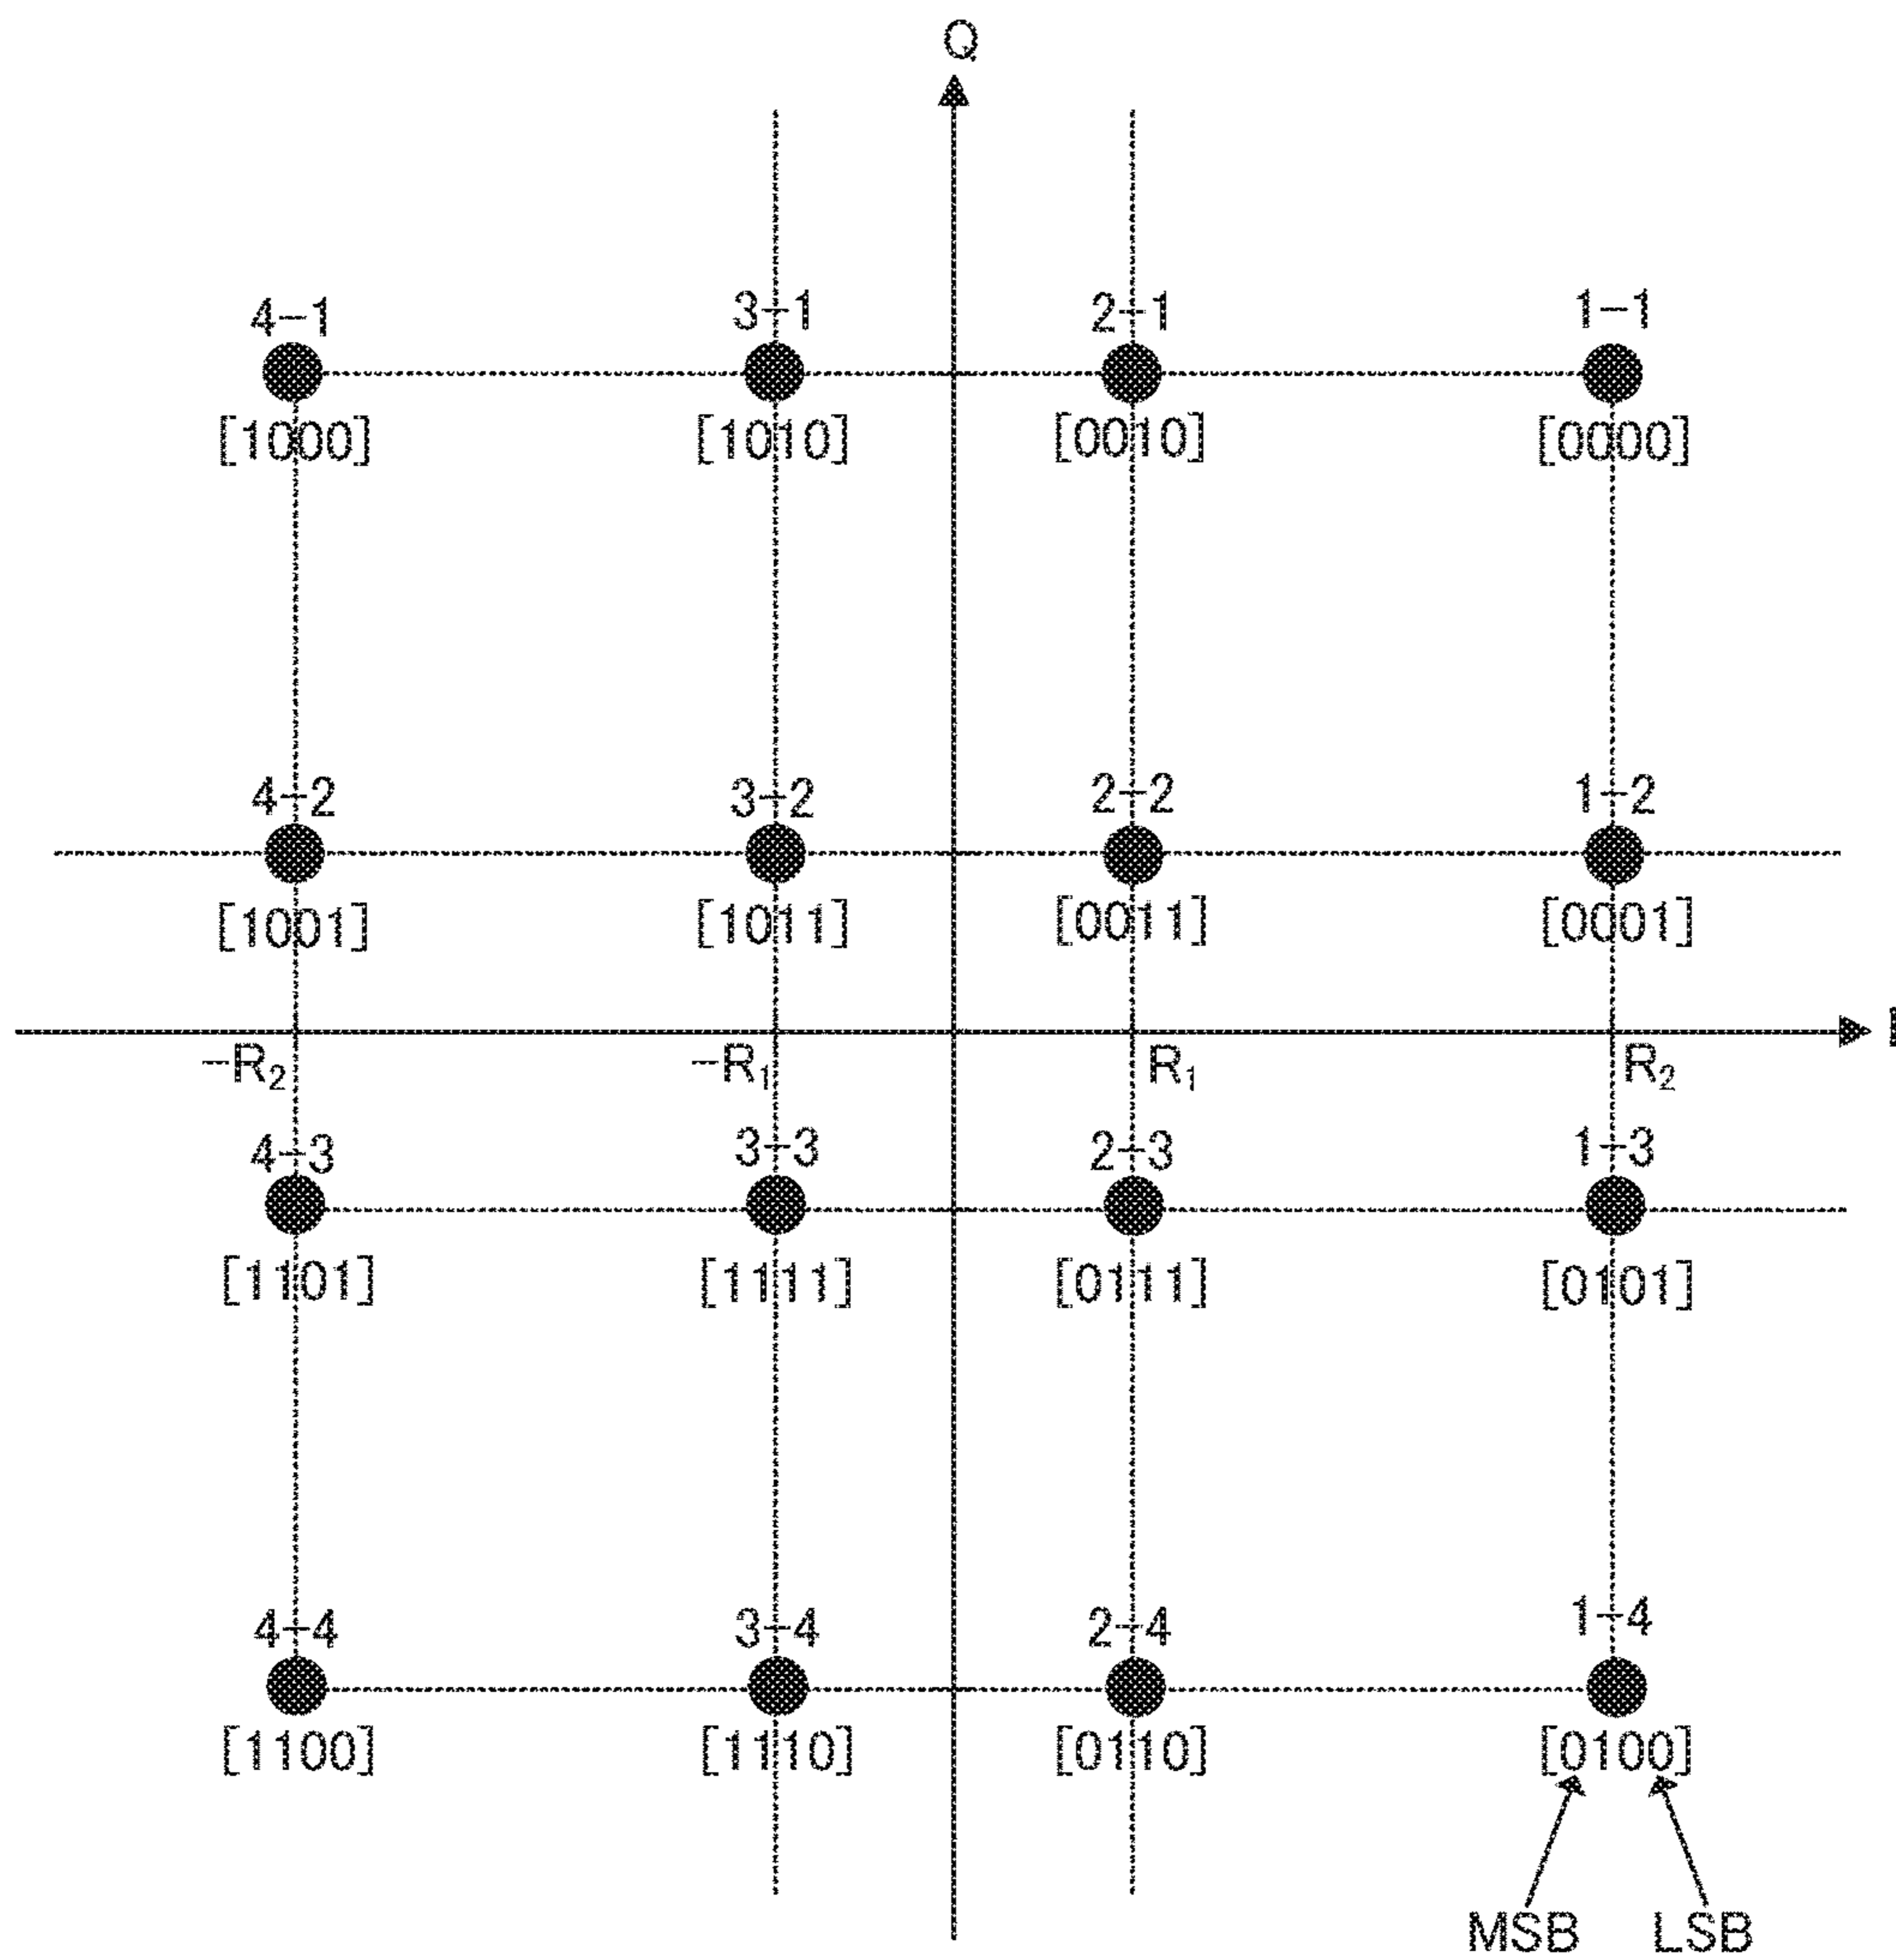 Q
4-1 3-1 2-1 1-1
[1000] [1010] [0010] [0000]
4-2 3-2 2-2 1-2
[1001] [1011] [0011] [0001]
I
-R₂ -R₁ R₁ R₂
4-3 3-3 2-3 1-3
[1101] [1111] [0111] [0101]
4-4 3-4 2-4 1-4
[1100] [1110] [0110] [0100]
MSB LSB